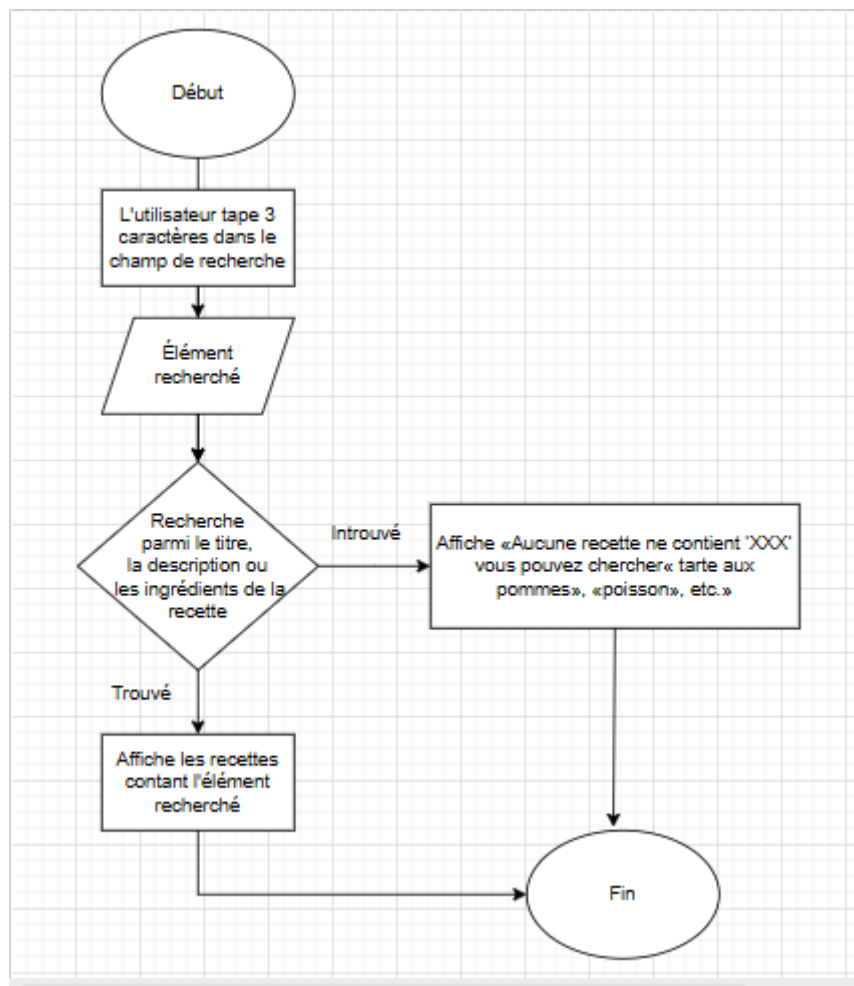 Début
L'utilisateur tape 3
caractères dans le
champ de recherche
Élément
recherché
Recherche
parmi le titre,
la description ou
les ingrédients de la
recette
Introuvé
Affiche «Aucune recette ne contient 'XXX'
vous pouvez chercher« tarte aux
pommes», «poisson», etc.»
Trouvé
Affiche les recettes
contant l'élément
recherché
Fin